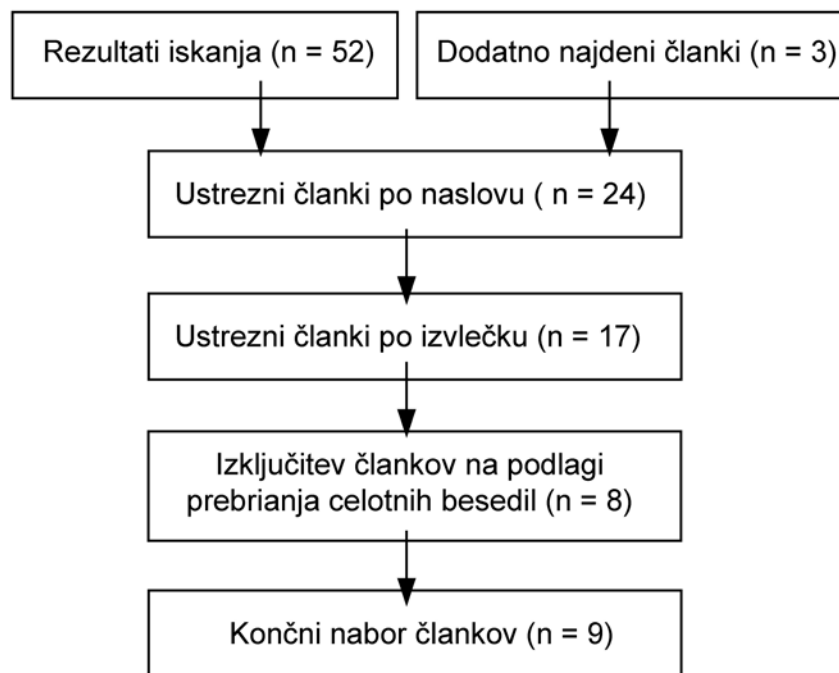 Rezultati iskanja (n = 52)
Dodatno najdeni članki (n = 3)
Ustrezni članki po naslovu ( n = 24)
Ustrezni članki po izvlečku (n = 17)
Izključitev člankov na podlagi
prebrianja celotnih besedil (n = 8)
Končni nabor člankov (n = 9)